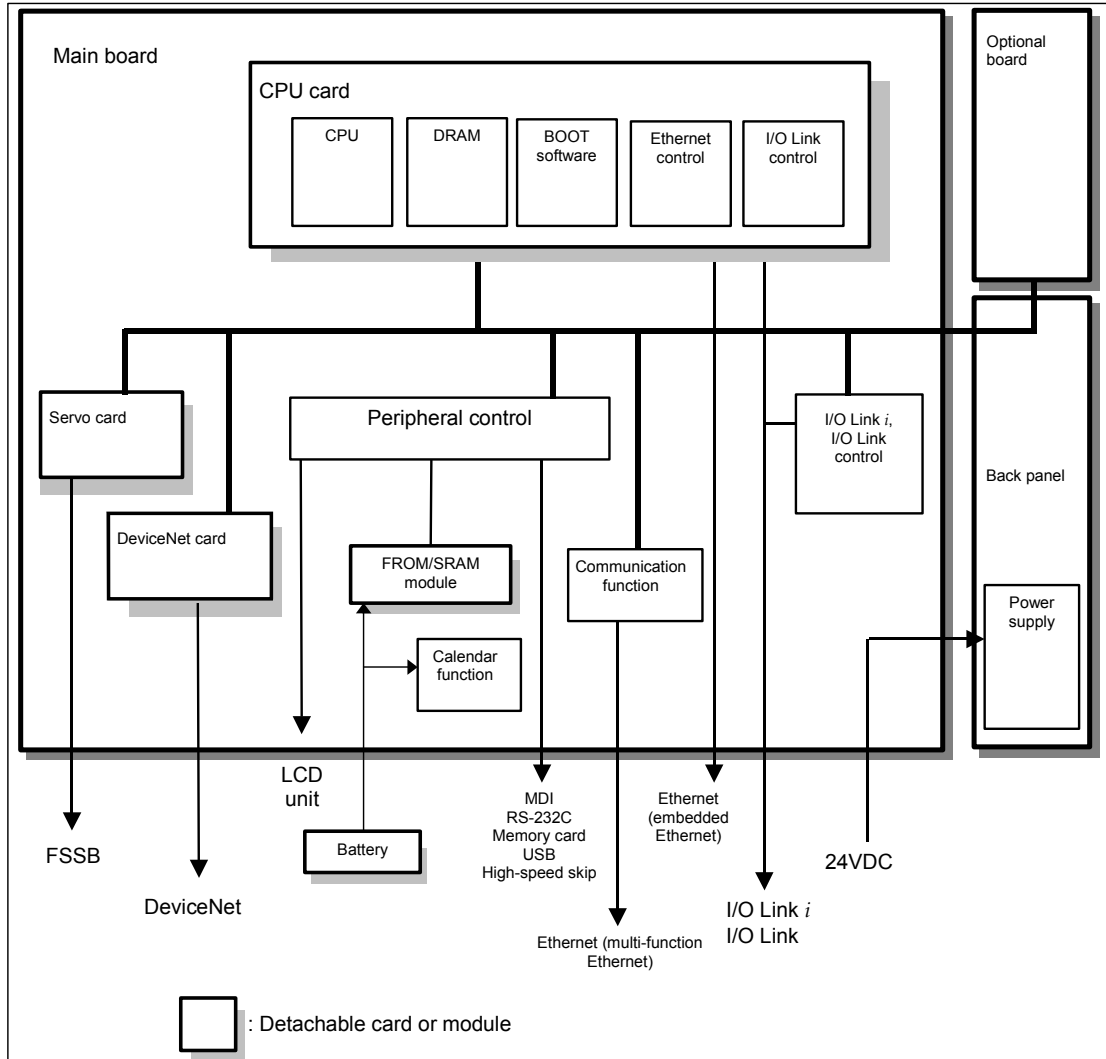 Main board
Optional
board
CPU card
CPU
DRAM
BOOT
software
Ethernet
control
I/O Link
control
Servo card
Peripheral control
I/O Link i,
I/O Link
control
Back panel
DeviceNet card
FROM/SRAM
module
Communication
function
Power
supply
Calendar
function
LCD
unit
MDI
RS-232C
Memory card
USB
High-speed skip
Ethernet
(embedded
Ethernet)
FSSB
Battery
24VDC
DeviceNet
I/O Link i
I/O Link
Ethernet (multi-function
Ethernet)
: Detachable card or module